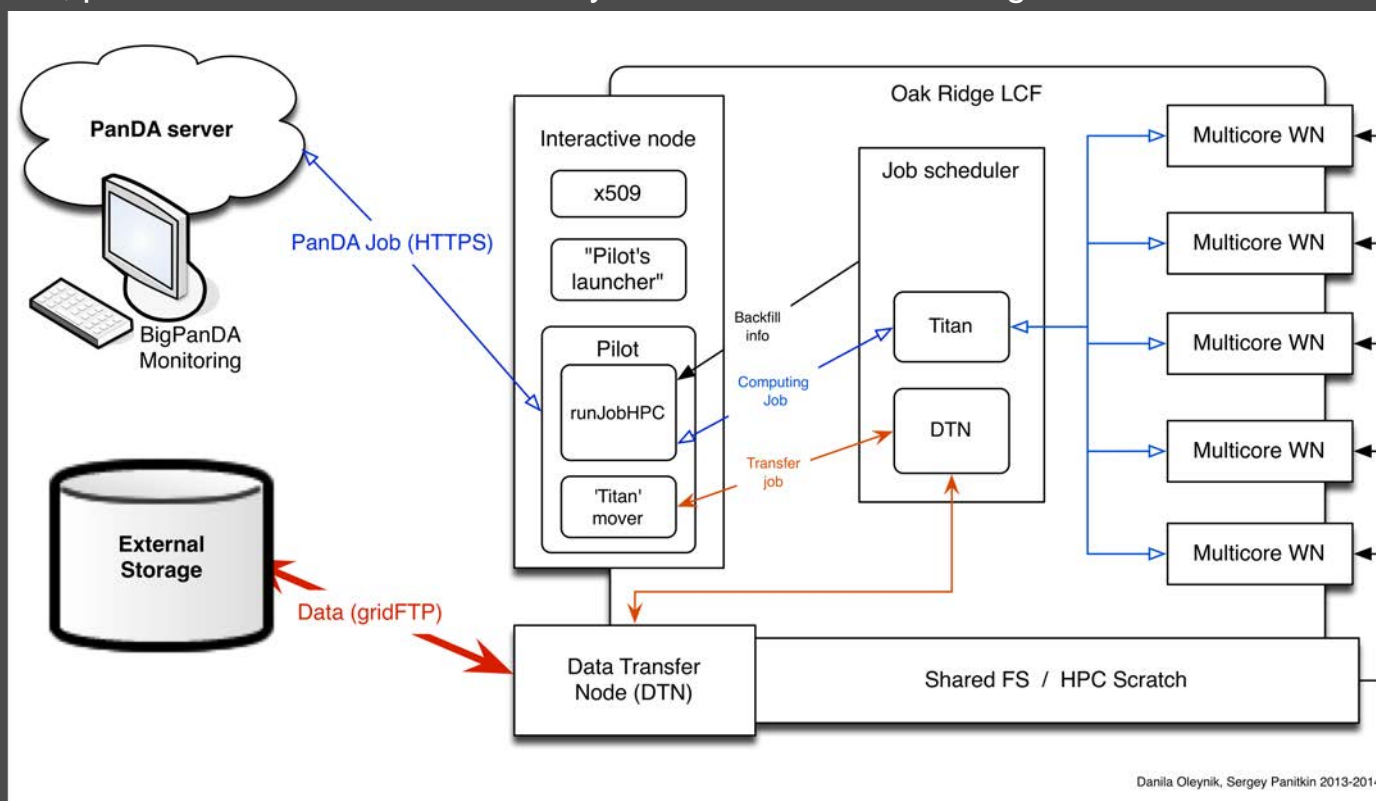 PanDA server
BigPanDA
Monitoring
PanDA Job (HTTPS)
External
Storage
Data (gridFTP)
Interactive node
x509
"Pilot's
launcher"
Pilot
runJobHPC
'Titan'
mover
Backfill
info
Computing
Job
Transfer
job
Oak Ridge LCF
Job scheduler
Titan
DTN
Multicore WN
Multicore WN
Multicore WN
Multicore WN
Multicore WN
Data Transfer
Node (DTN)
Shared FS / HPC Scratch
Danila Oleynik, Sergey Panitkin 2013-2014